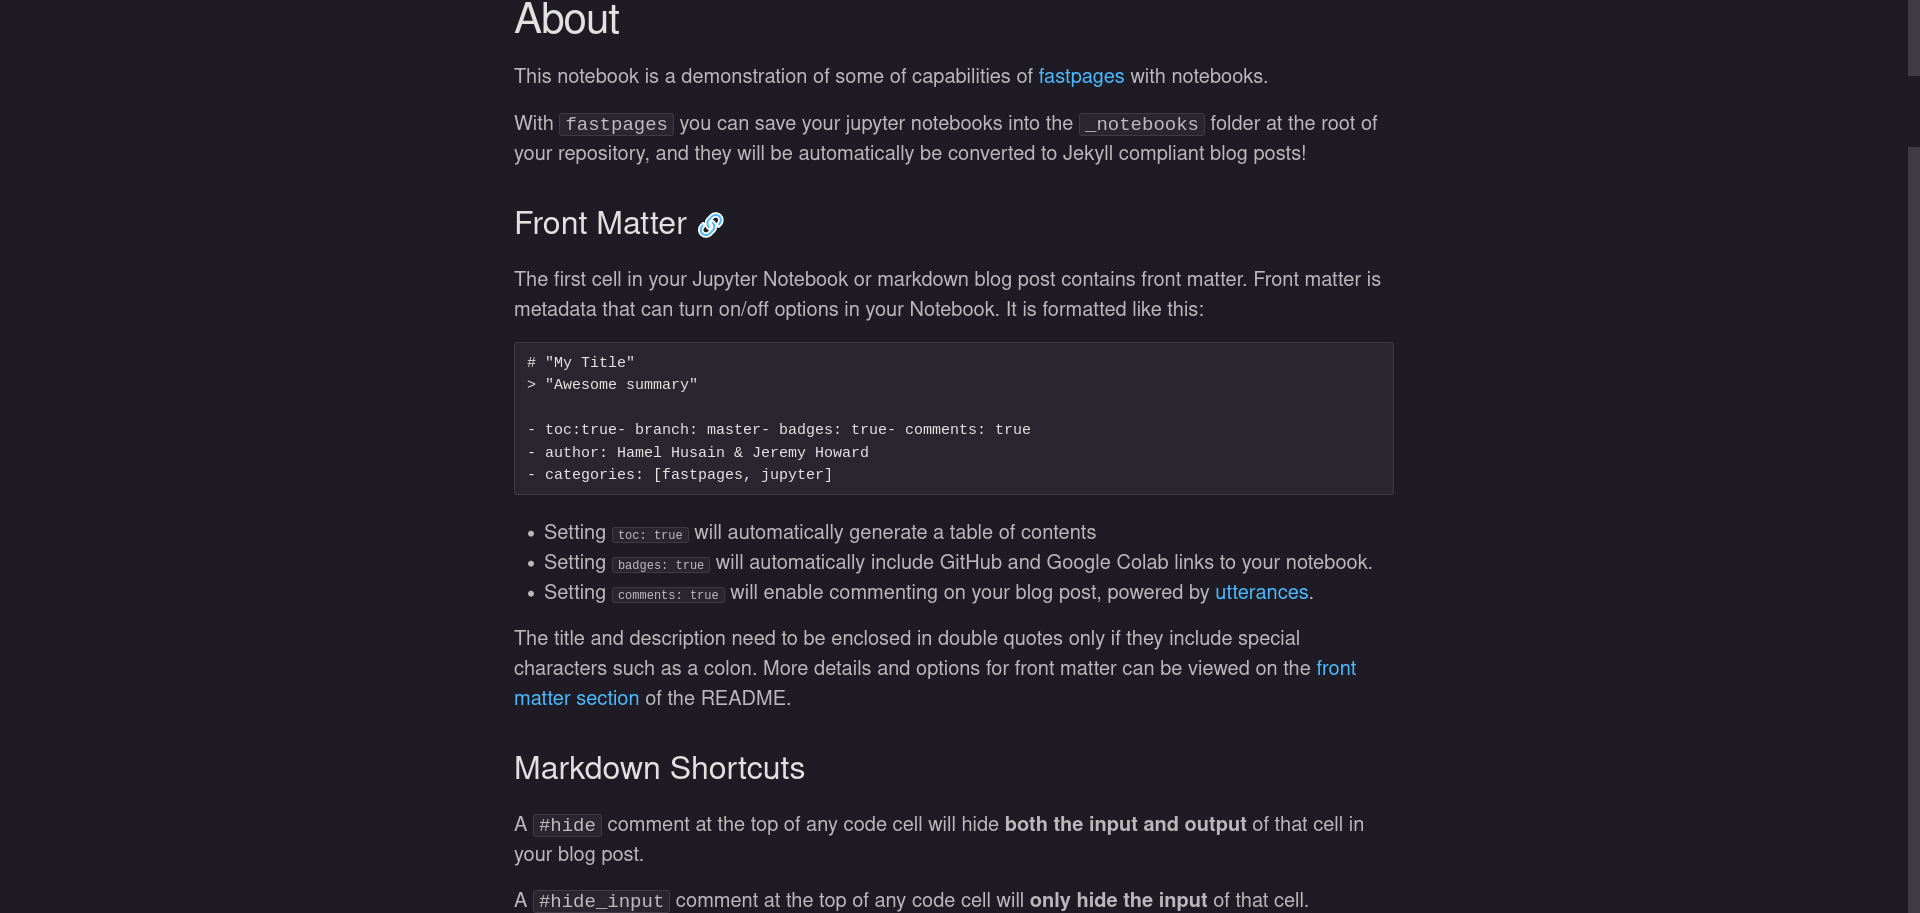 About
This notebook is a demonstration of some of capabilities of fastpages with notebooks.
With fastpages you can save your jupyter notebooks into the _notebooks folder at the root of
your repository, and they will be automatically be converted to Jekyll compliant blog posts!
Front Matter 🔗
The first cell in your Jupyter Notebook or markdown blog post contains front matter. Front matter is
metadata that can turn on/off options in your Notebook. It is formatted like this:
# "My Title"
> "Awesome summary"
- toc:true- branch: master- badges: true- comments: true
- author: Hamel Husain & Jeremy Howard
- categories: [fastpages, jupyter]
• Setting toc: true will automatically generate a table of contents
• Setting badges: true will automatically include GitHub and Google Colab links to your notebook.
• Setting comments: true will enable commenting on your blog post, powered by utterances.
The title and description need to be enclosed in double quotes only if they include special
characters such as a colon. More details and options for front matter can be viewed on the front
matter section of the README.
Markdown Shortcuts
A #hide comment at the top of any code cell will hide both the input and output of that cell in
your blog post.
A #hide_input comment at the top of any code cell will only hide the input of that cell.